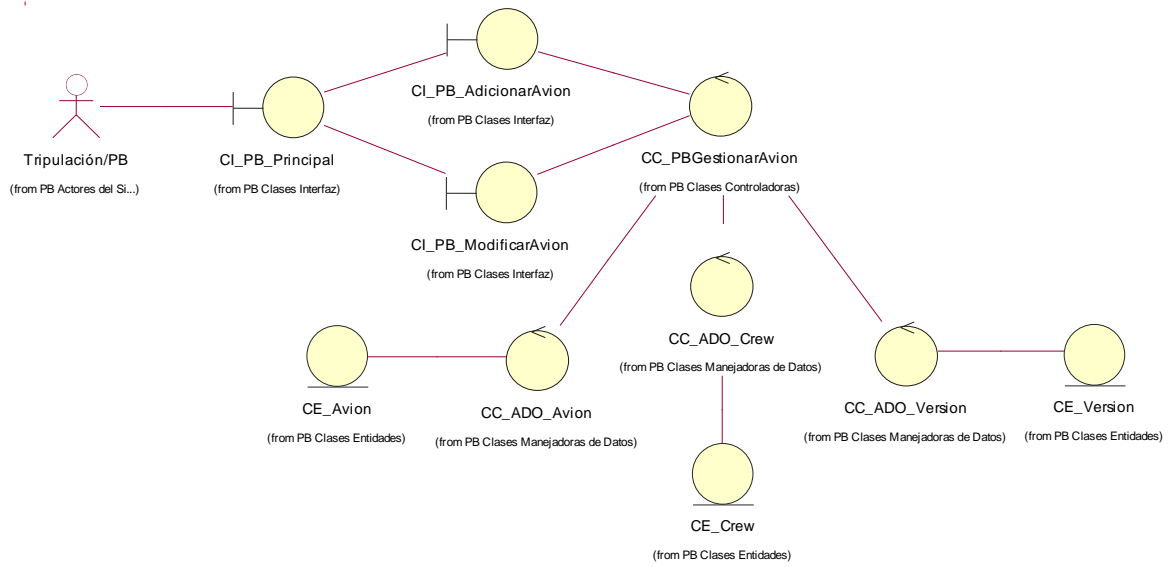 CI_PB_AdicionarAvion
(from PB Clases Interfaz)
Tripulación/PB
(from PB Actores del Si...)
CI_PB_Principal
(from PB Clases Interfaz)
CC_PBGestionarAvion
(from PB Clases Controladoras)
CI_PB_ModificarAvion
(from PB Clases Interfaz)
CC_ADO_Crew
(from PB Clases Manejadoras de Datos)
CE_Avion
(from PB Clases Entidades)
CC_ADO_Avion
(from PB Clases Manejadoras de Datos)
CC_ADO_Version
(from PB Clases Manejadoras de Datos)
CE_Version
(from PB Clases Entidades)
CE_Crew
(from PB Clases Entidades)